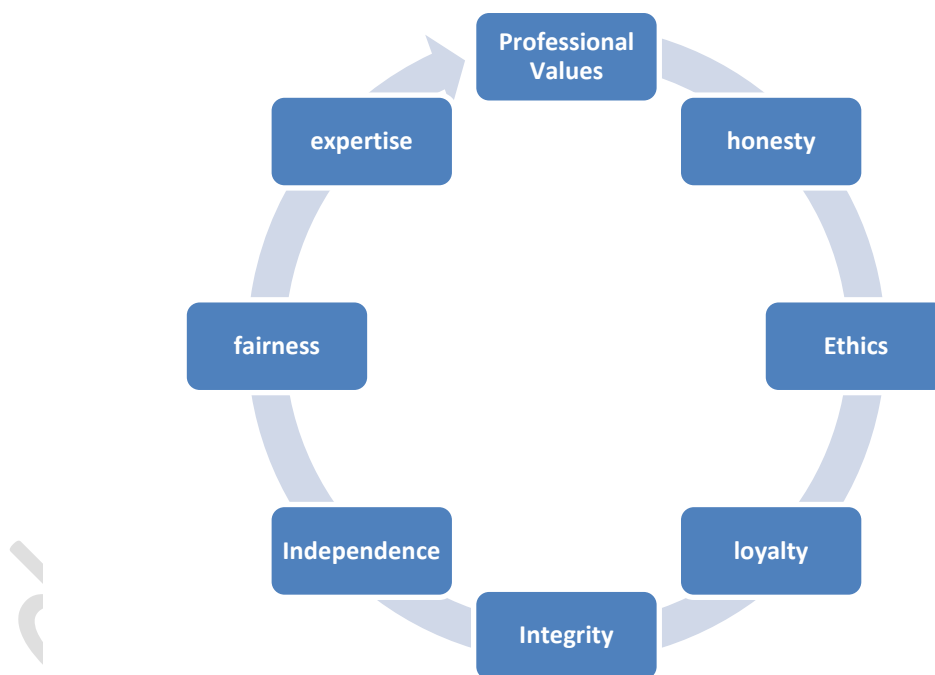 Professional
Values
honesty
Ethics
loyalty
Integrity
Independence
fairness
expertise